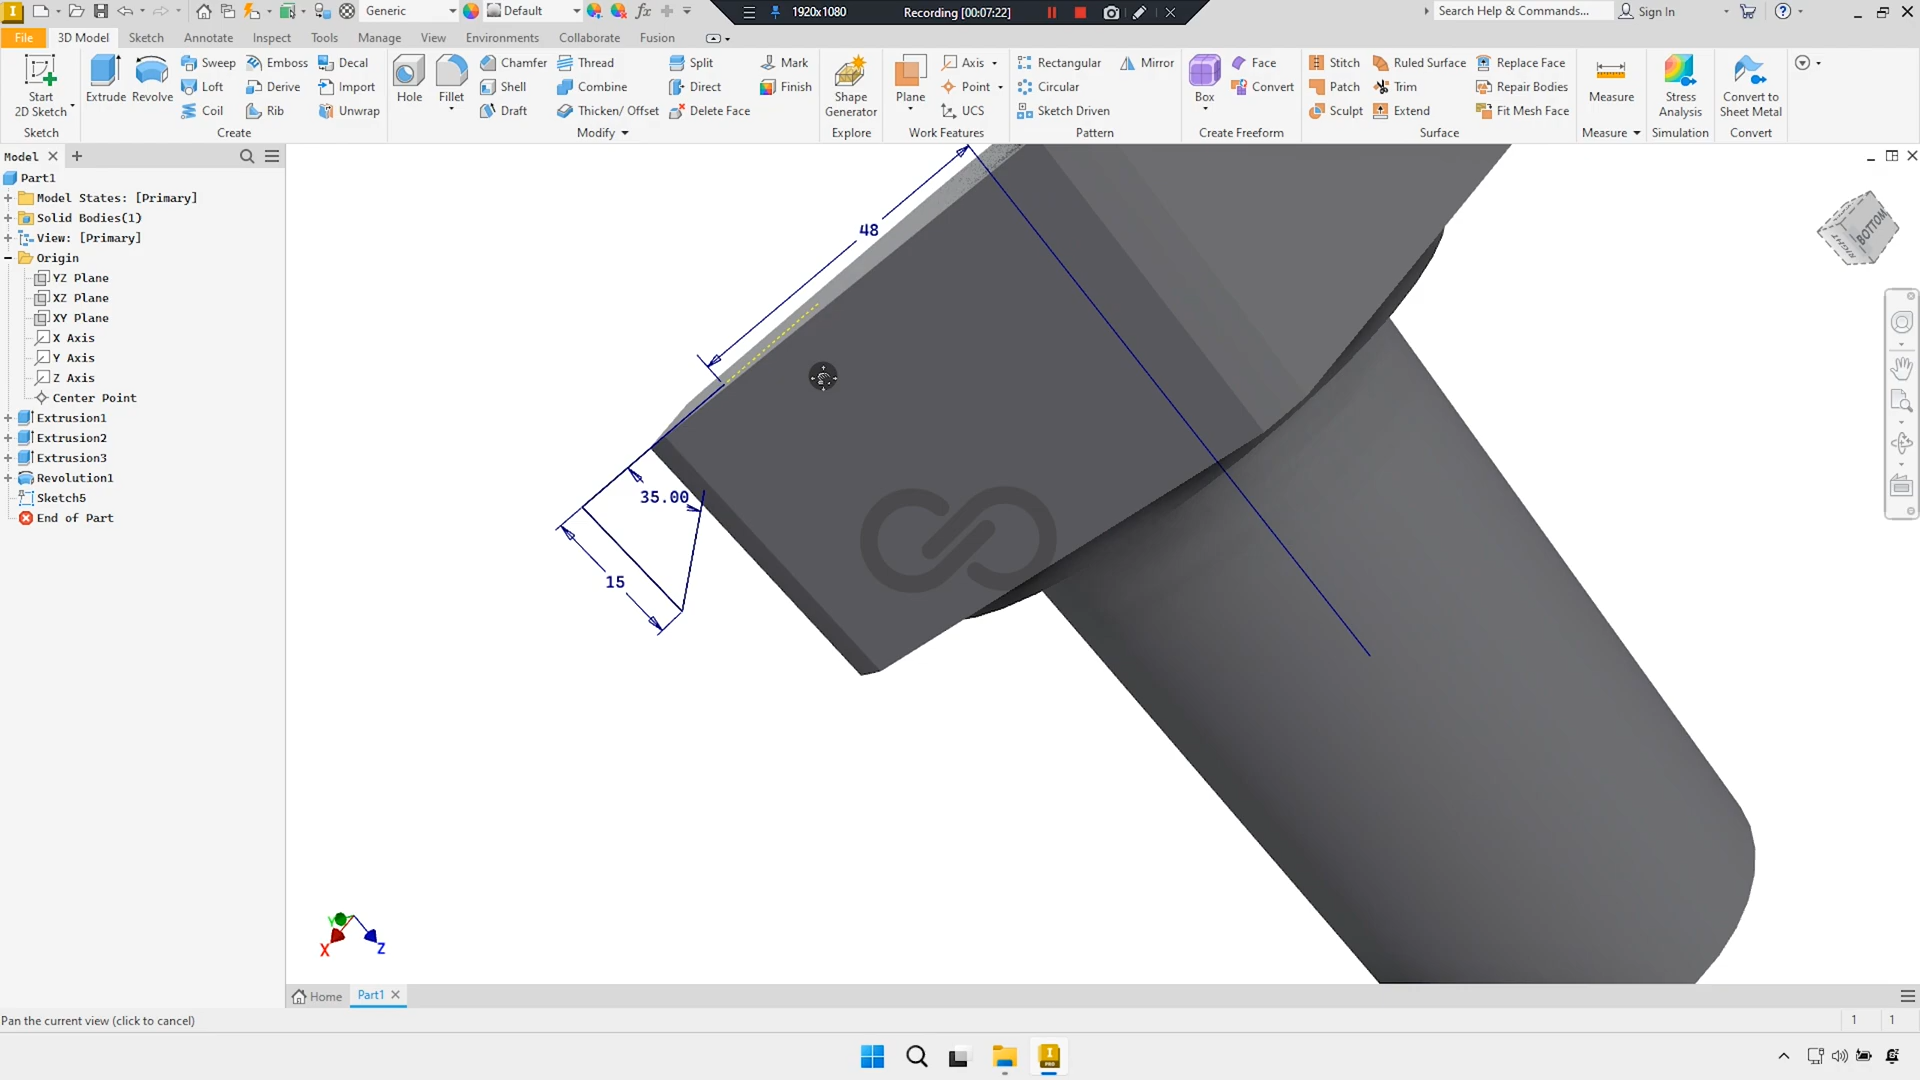 Generic
Default
fx
1920x1080
Recording [00:07:22]
Search Help & Commands...
Sign In
File
3D Model
Sketch
Annotate
Inspect
Tools
Manage
View
Environments
Collaborate
Fusion
Start
2D Sketch
Extrude
Revolve
Sweep
Emboss
Decal
Loft
Derive
Import
Coil
Rib
Unwrap
Hole
Fillet
Chamfer
Thread
Split
Mark
Shell
Combine
Direct
Finish
Draft
Thicken/ Offset
Delete Face
Shape
Generator
Plane
Axis
Point
UCS
Rectangular
Mirror
Circular
Sketch Driven
Box
Face
Convert
Stitch
Ruled Surface
Replace Face
Patch
Trim
Repair Bodies
Sculpt
Extend
Fit Mesh Face
Measure
Stress
Analysis
Convert to
Sheet Metal
Sketch
Create
Modify
Explore
Work Features
Pattern
Create Freeform
Surface
Measure
Simulation
Convert
Model
Part1
Model States: [Primary]
Solid Bodies(1)
View: [Primary]
Origin
YZ Plane
XZ Plane
XY Plane
X Axis
Y Axis
Z Axis
Center Point
Extrusion1
Extrusion2
Extrusion3
Revolution1
Sketch5
End of Part
48
35.00
15
BOTTOM
RIGHT
Y
X
Z
Home
Part1
Pan the current view (click to cancel)
1
1